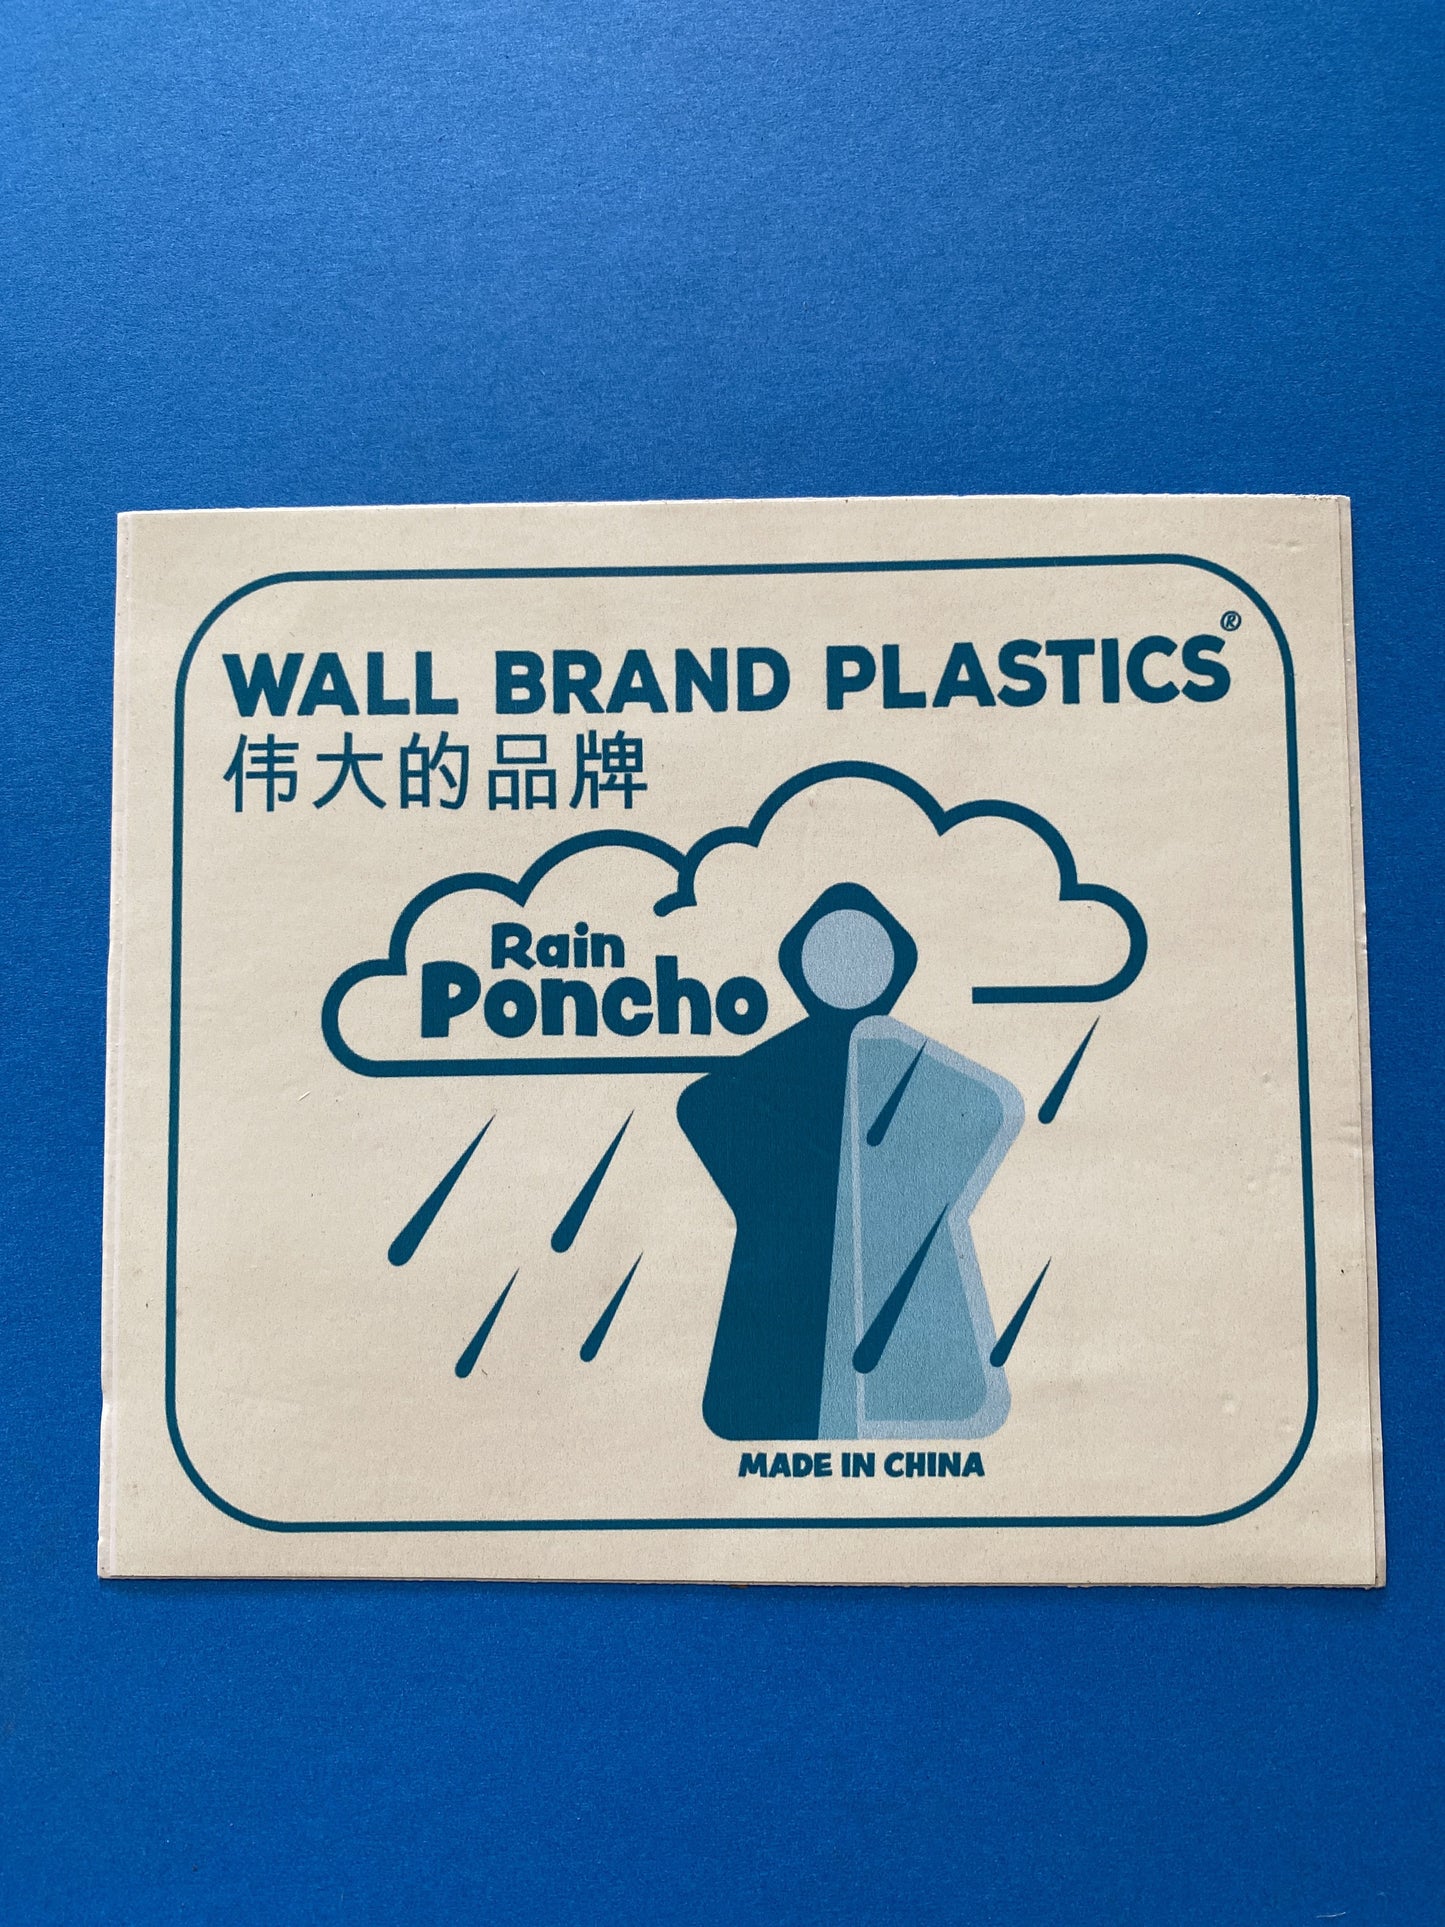 WALL BRAND PLASTICS®
伟大的品牌
Rain
Poncho
MADE IN CHINA